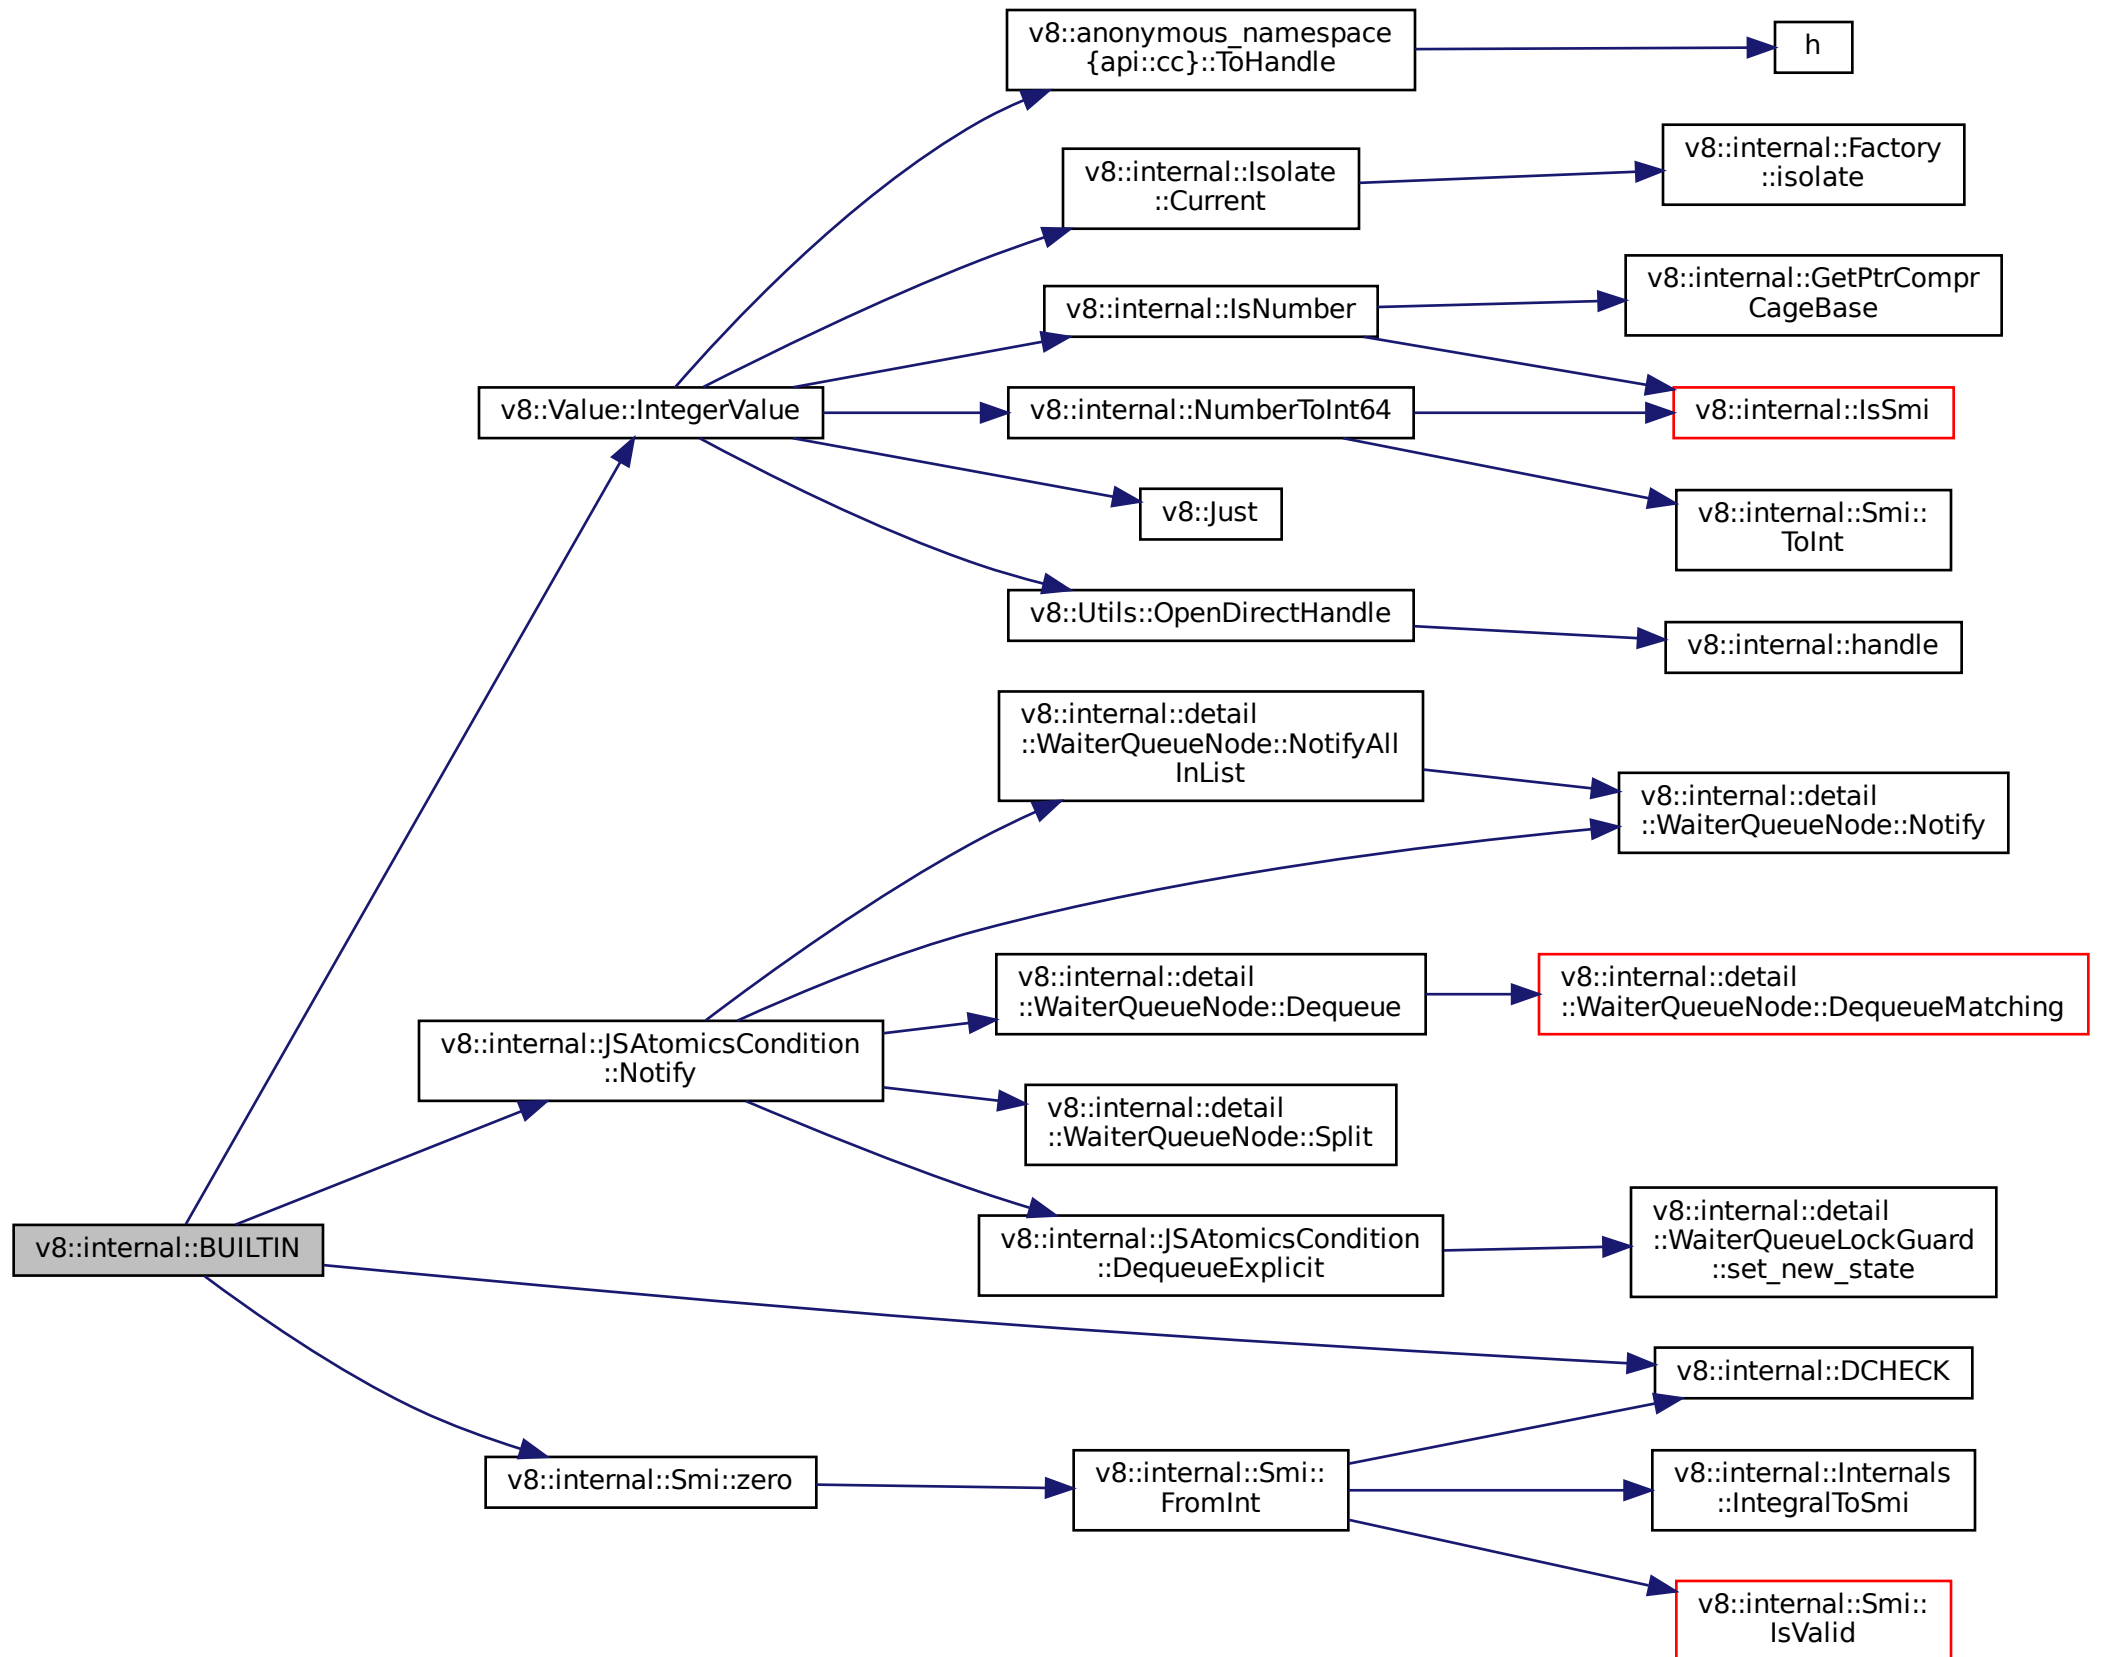 v8::anonymous_namespace
{api::cc}::ToHandle
h
v8::internal::Isolate
::Current
v8::internal::Factory
::isolate
v8::internal::IsNumber
v8::internal::GetPtrCompr
CageBase
v8::Value::IntegerValue
v8::internal::NumberToInt64
v8::internal::IsSmi
v8::Just
v8::internal::Smi::
ToInt
v8::Utils::OpenDirectHandle
v8::internal::handle
v8::internal::detail
::WaiterQueueNode::NotifyAll
InList
v8::internal::detail
::WaiterQueueNode::Notify
v8::internal::detail
::WaiterQueueNode::Dequeue
v8::internal::detail
::WaiterQueueNode::DequeueMatching
v8::internal::JSAtomicsCondition
::Notify
v8::internal::detail
::WaiterQueueNode::Split
v8::internal::JSAtomicsCondition
::DequeueExplicit
v8::internal::detail
::WaiterQueueLockGuard
::set_new_state
v8::internal::BUILTIN
v8::internal::DCHECK
v8::internal::Smi::zero
v8::internal::Smi::
FromInt
v8::internal::Internals
::IntegralToSmi
v8::internal::Smi::
IsValid